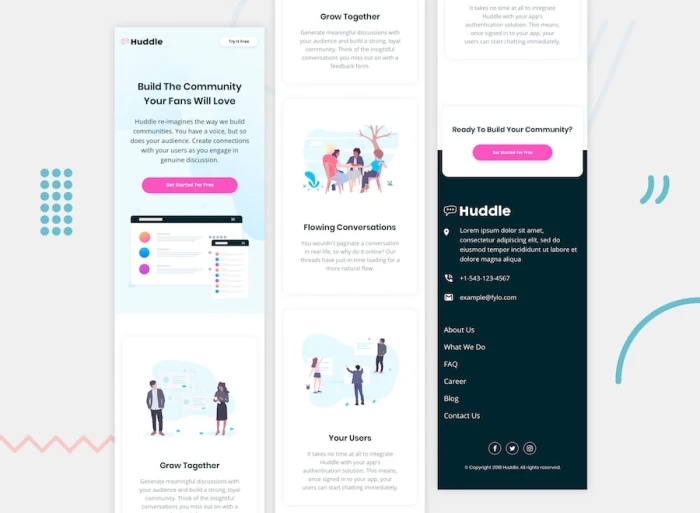 Huddle
Try It Free
Build The Community
Your Fans Will Love
Huddle re-imagines the way we build
communities. You have a voice, but so
does your audience. Create connections
with your users as you engage in
genuine discussion.
Get Started For Free
Grow Together
Generate meaningful discussions with
your audience and build a strong, loyal
community. Think of the insightful
conversations you miss out on with a
Grow Together
Generate meaningful discussions with
your audience and build a strong, loyal
community. Think of the insightful
conversations you miss out on with a
feedback form.
Flowing Conversations
You wouldn't paginate a conversation
in real life, so why do it online? Our
threads have just-in-time loading for a
more natural flow.
Your Users
It takes no time at all to integrate
Huddle with your app's
authentication solution. This means,
once signed in to your app, your
users can start chatting immediately.
It takes no time at all to integrate
Huddle with your app's
authentication solution. This means,
once signed in to your app, your
users can start chatting immediately.
Ready To Build Your Community?
Get Started For Free
Huddle
Lorem ipsum dolor sit amet,
consectetur adipiscing elit, sed do
eiusmod tempor incididunt ut labore et
dolore magna aliqua
+1-543-123-4567
example@fylo.com
About Us
What We Do
FAQ
Career
Blog
Contact Us
© Copyright 2018 Huddle. All rights reserved.